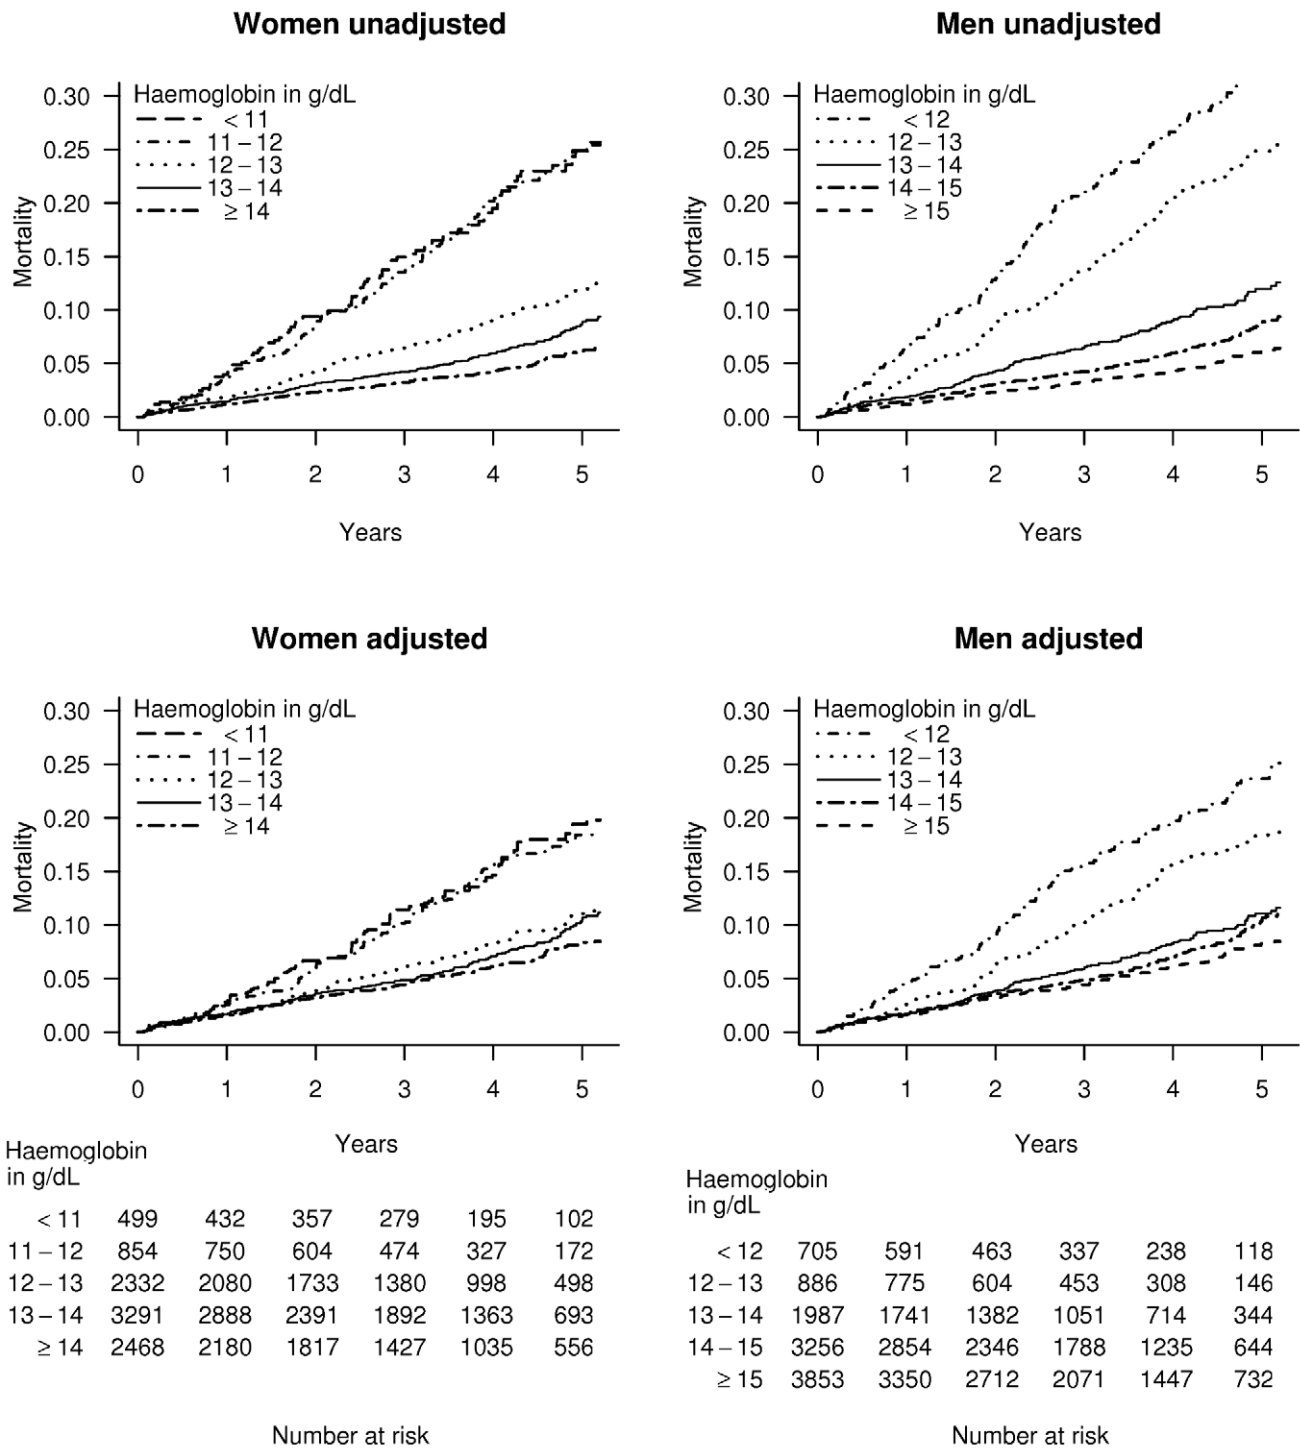 Women unadjusted
Haemoglobin in g/dL
< 11
11 – 12
12 – 13
13 – 14
≥ 14
0.30
0.25
0.20
0.15
0.10
0.05
0.00
Mortality
0 1 2 3 4 5
Years
Men unadjusted
Haemoglobin in g/dL
< 12
12 – 13
13 – 14
14 – 15
≥ 15
0.30
0.25
0.20
0.15
0.10
0.05
0.00
Mortality
0 1 2 3 4 5
Years
Women adjusted
Haemoglobin in g/dL
< 11
11 – 12
12 – 13
13 – 14
≥ 14
0.30
0.25
0.20
0.15
0.10
0.05
0.00
Mortality
0 1 2 3 4 5
Years
Men adjusted
Haemoglobin in g/dL
< 12
12 – 13
13 – 14
14 – 15
≥ 15
0.30
0.25
0.20
0.15
0.10
0.05
0.00
Mortality
0 1 2 3 4 5
Years
Haemoglobin
in g/dL
< 11 499 432 357 279 195 102
11 – 12 854 750 604 474 327 172
12 – 13 2332 2080 1733 1380 998 498
13 – 14 3291 2888 2391 1892 1363 693
≥ 14 2468 2180 1817 1427 1035 556
Number at risk
Haemoglobin
in g/dL
< 12 705 591 463 337 238 118
12 – 13 886 775 604 453 308 146
13 – 14 1987 1741 1382 1051 714 344
14 – 15 3256 2854 2346 1788 1235 644
≥ 15 3853 3350 2712 2071 1447 732
Number at risk